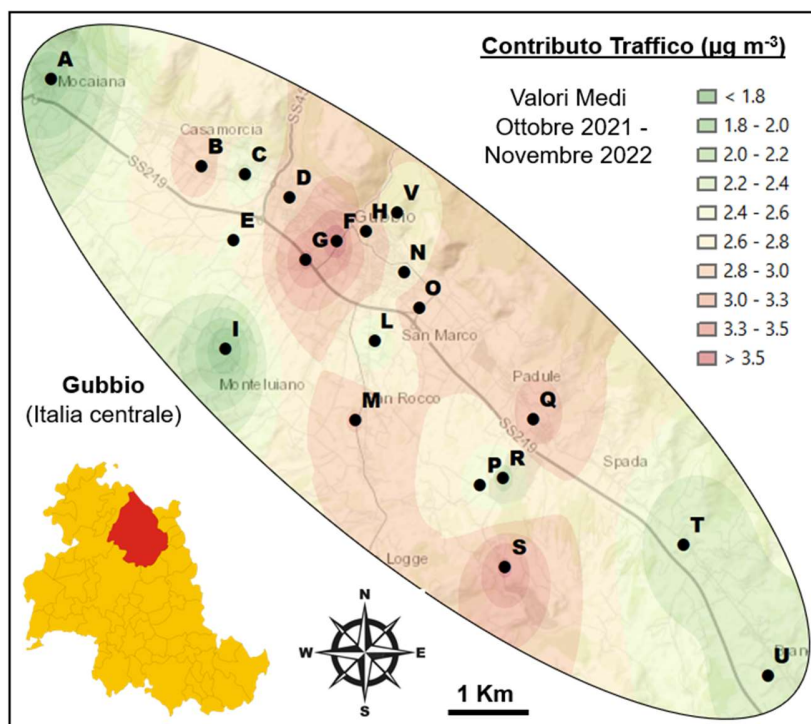 Contributo Traffico (µg m⁻³)
Valori Medi
Ottobre 2021 -
Novembre 2022
< 1.8
1.8 - 2.0
2.0 - 2.2
2.2 - 2.4
2.4 - 2.6
2.6 - 2.8
2.8 - 3.0
3.0 - 3.3
3.3 - 3.5
> 3.5
A
Mocaiana
Casamorcia
SS45
B
C
D
SS219
V
E
G
F
H
Gubbio
N
O
I
L
San Marco
Monteluiano
M
San Rocco
Padule
Q
SS219
P
R
Spada
T
S
Logge
U
Gubbio
(Italia centrale)
N
W
E
S
1 Km